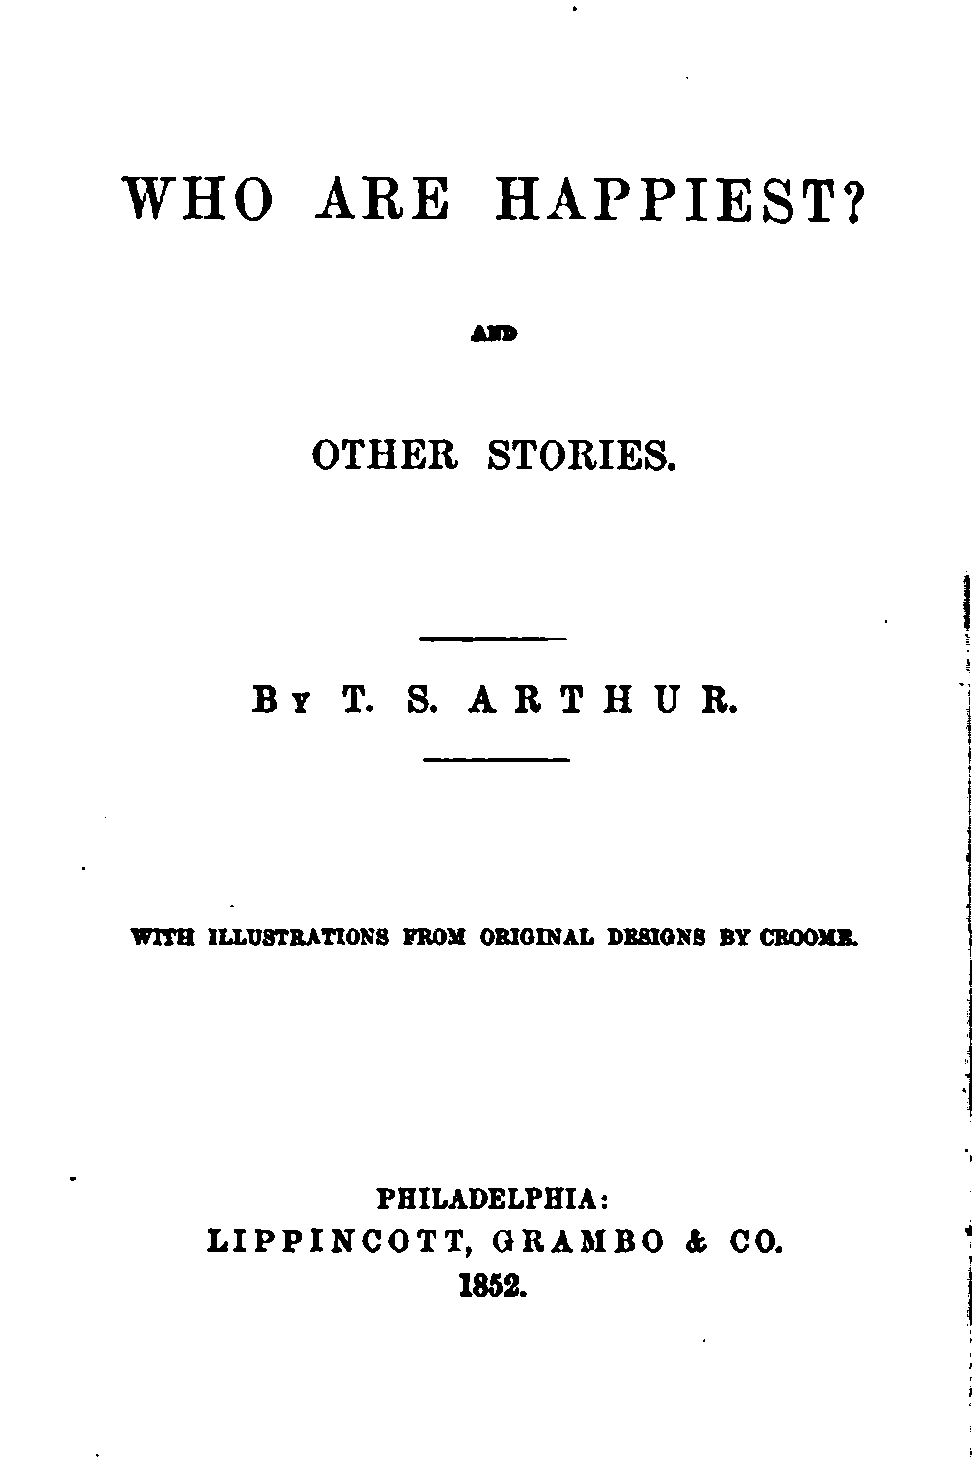 WHO ARE HAPPIEST?
AND
OTHER STORIES.
BY T. S. ARTHUR.
WITH ILLUSTRATIONS FROM ORIGINAL DESIGNS BY CROOME.
PHILADELPHIA:
LIPPINCOTT, GRAMBO & CO.
1852.